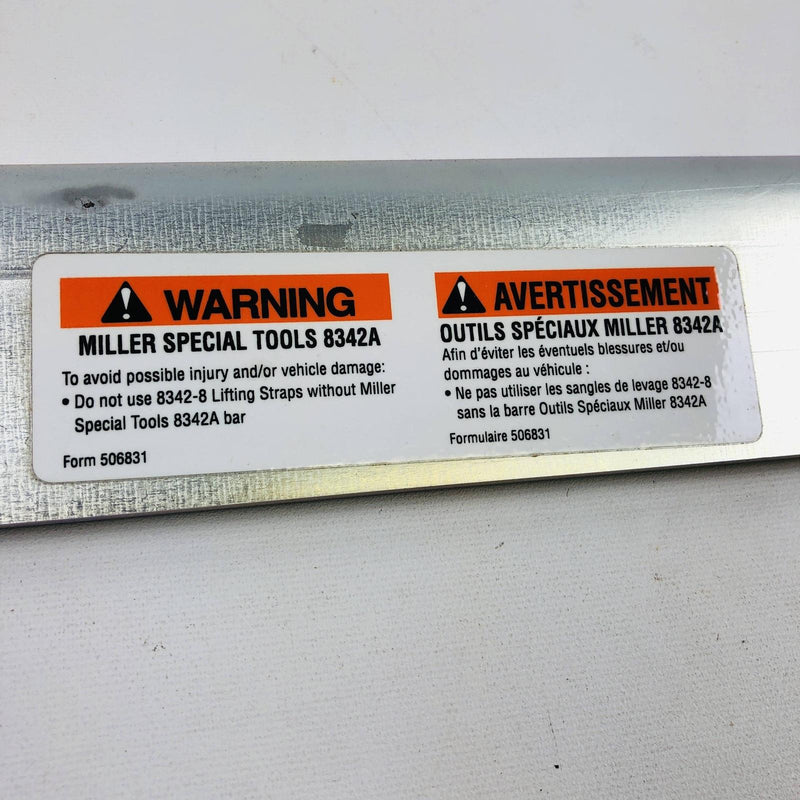 WARNING
MILLER SPECIAL TOOLS 8342A
To avoid possible injury and/or vehicle damage:
• Do not use 8342-8 Lifting Straps without Miller
Special Tools 8342A bar
Form 506831
AVERTISSEMENT
OUTILS SPÉCIAUX MILLER 8342A
Afin d'éviter les éventuels blessures et/ou
dommages au véhicule :
• Ne pas utiliser les sangles de levage 8342-8
sans la barre Outils Spéciaux Miller 8342A
Formulaire 506831